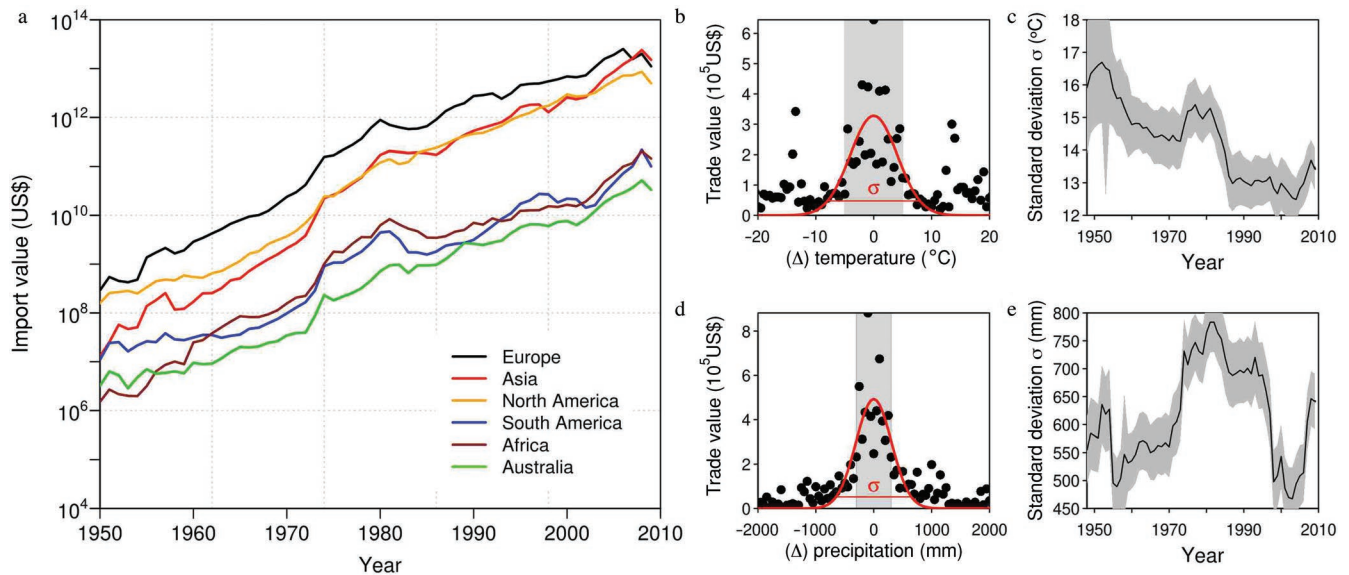 a
Import value (US$)
10^14
10^12
10^10
10^8
10^6
10^4
Europe
Asia
North America
South America
Africa
Australia
1950 1960 1970 1980 1990 2000 2010
Year
b
Trade value (10^5US$)
6
5
4
3
2
1
0
σ
-20 -10 0 10 20
(Δ) temperature (°C)
c
Standard deviation σ (°C)
18
17
16
15
14
13
12
1950 1970 1990 2010
Year
d
Trade value (10^5US$)
8
6
4
2
0
σ
-2000 -1000 0 1000 2000
(Δ) precipitation (mm)
e
Standard deviation σ (mm)
800
750
700
650
600
550
500
450
1950 1970 1990 2010
Year